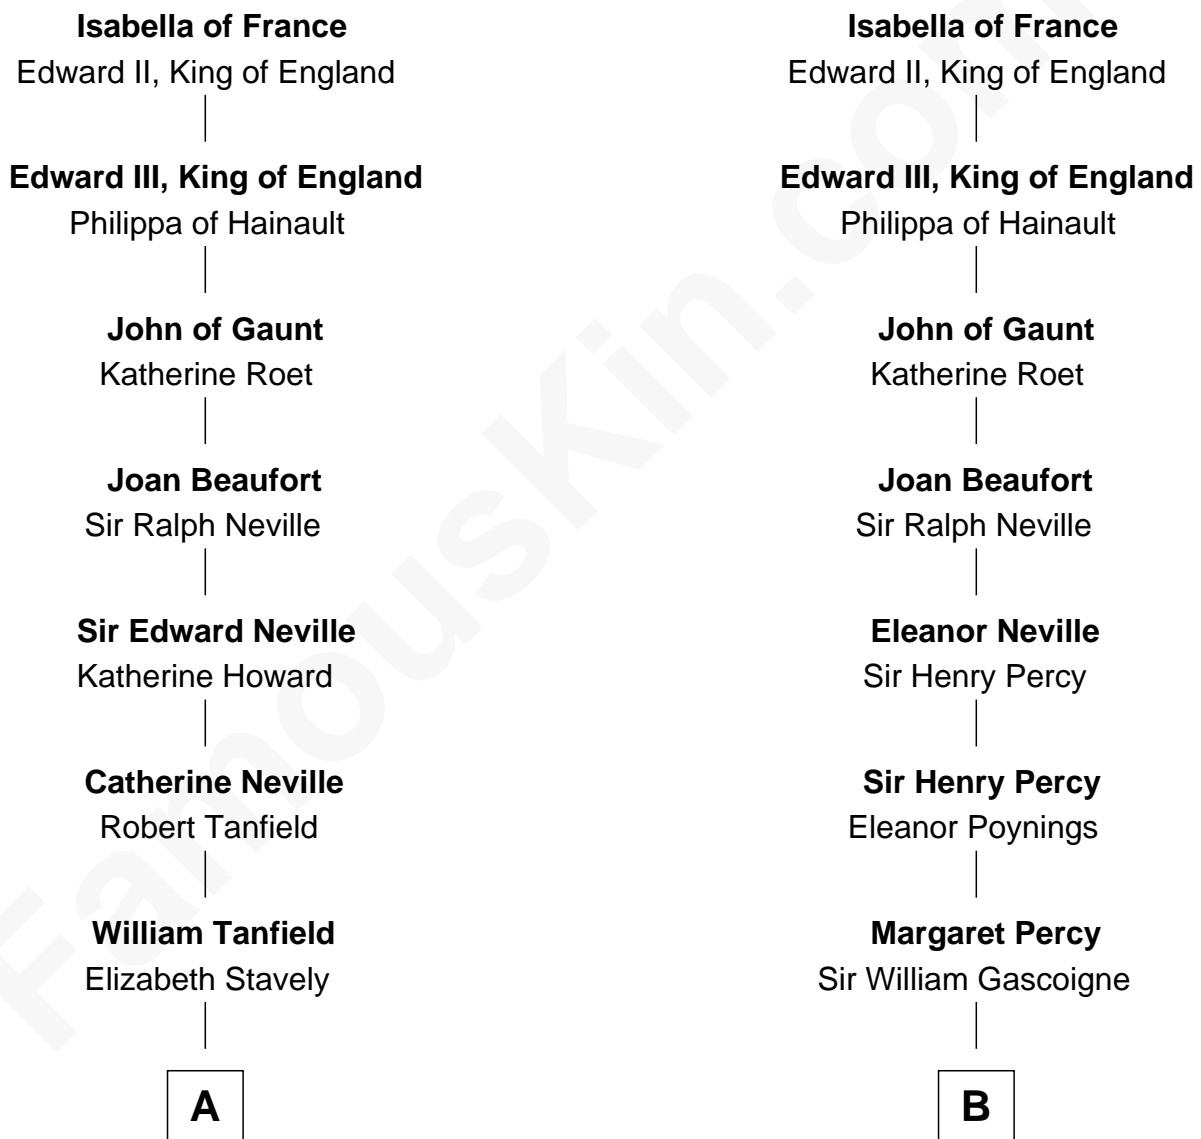 Isabella of France
Edward II, King of England
Edward III, King of England
Philippa of Hainault
John of Gaunt
Katherine Roet
Joan Beaufort
Sir Ralph Neville
Sir Edward Neville
Katherine Howard
Catherine Neville
Robert Tanfield
William Tanfield
Elizabeth Stavely
A
Isabella of France
Edward II, King of England
Edward III, King of England
Philippa of Hainault
John of Gaunt
Katherine Roet
Joan Beaufort
Sir Ralph Neville
Eleanor Neville
Sir Henry Percy
Sir Henry Percy
Eleanor Poynings
Margaret Percy
Sir William Gascoigne
B
FamousKin.com